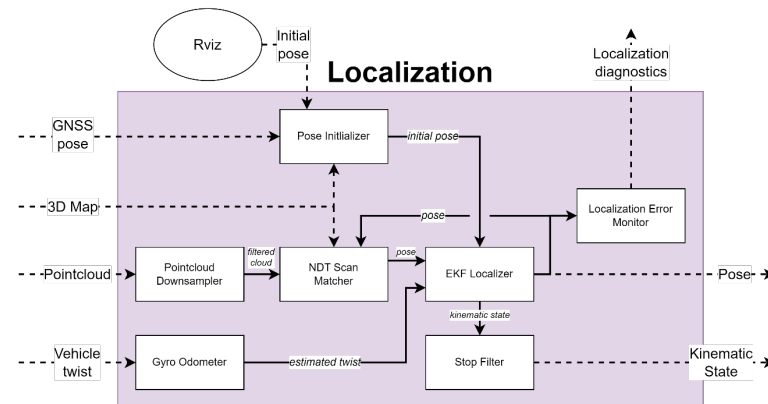 Rviz
Initial
pose
Localization
Localization
diagnostics
GNSS
pose
Pose Initlializer
initial pose
3D Map
pose
Localization Error
Monitor
Pointcloud
Pointcloud
Downsampler
filtered
cloud
NDT Scan
Matcher
pose
EKF Localizer
Pose
kinematic state
Vehicle
twist
Gyro Odometer
estimated twist
Stop Filter
Kinematic
State